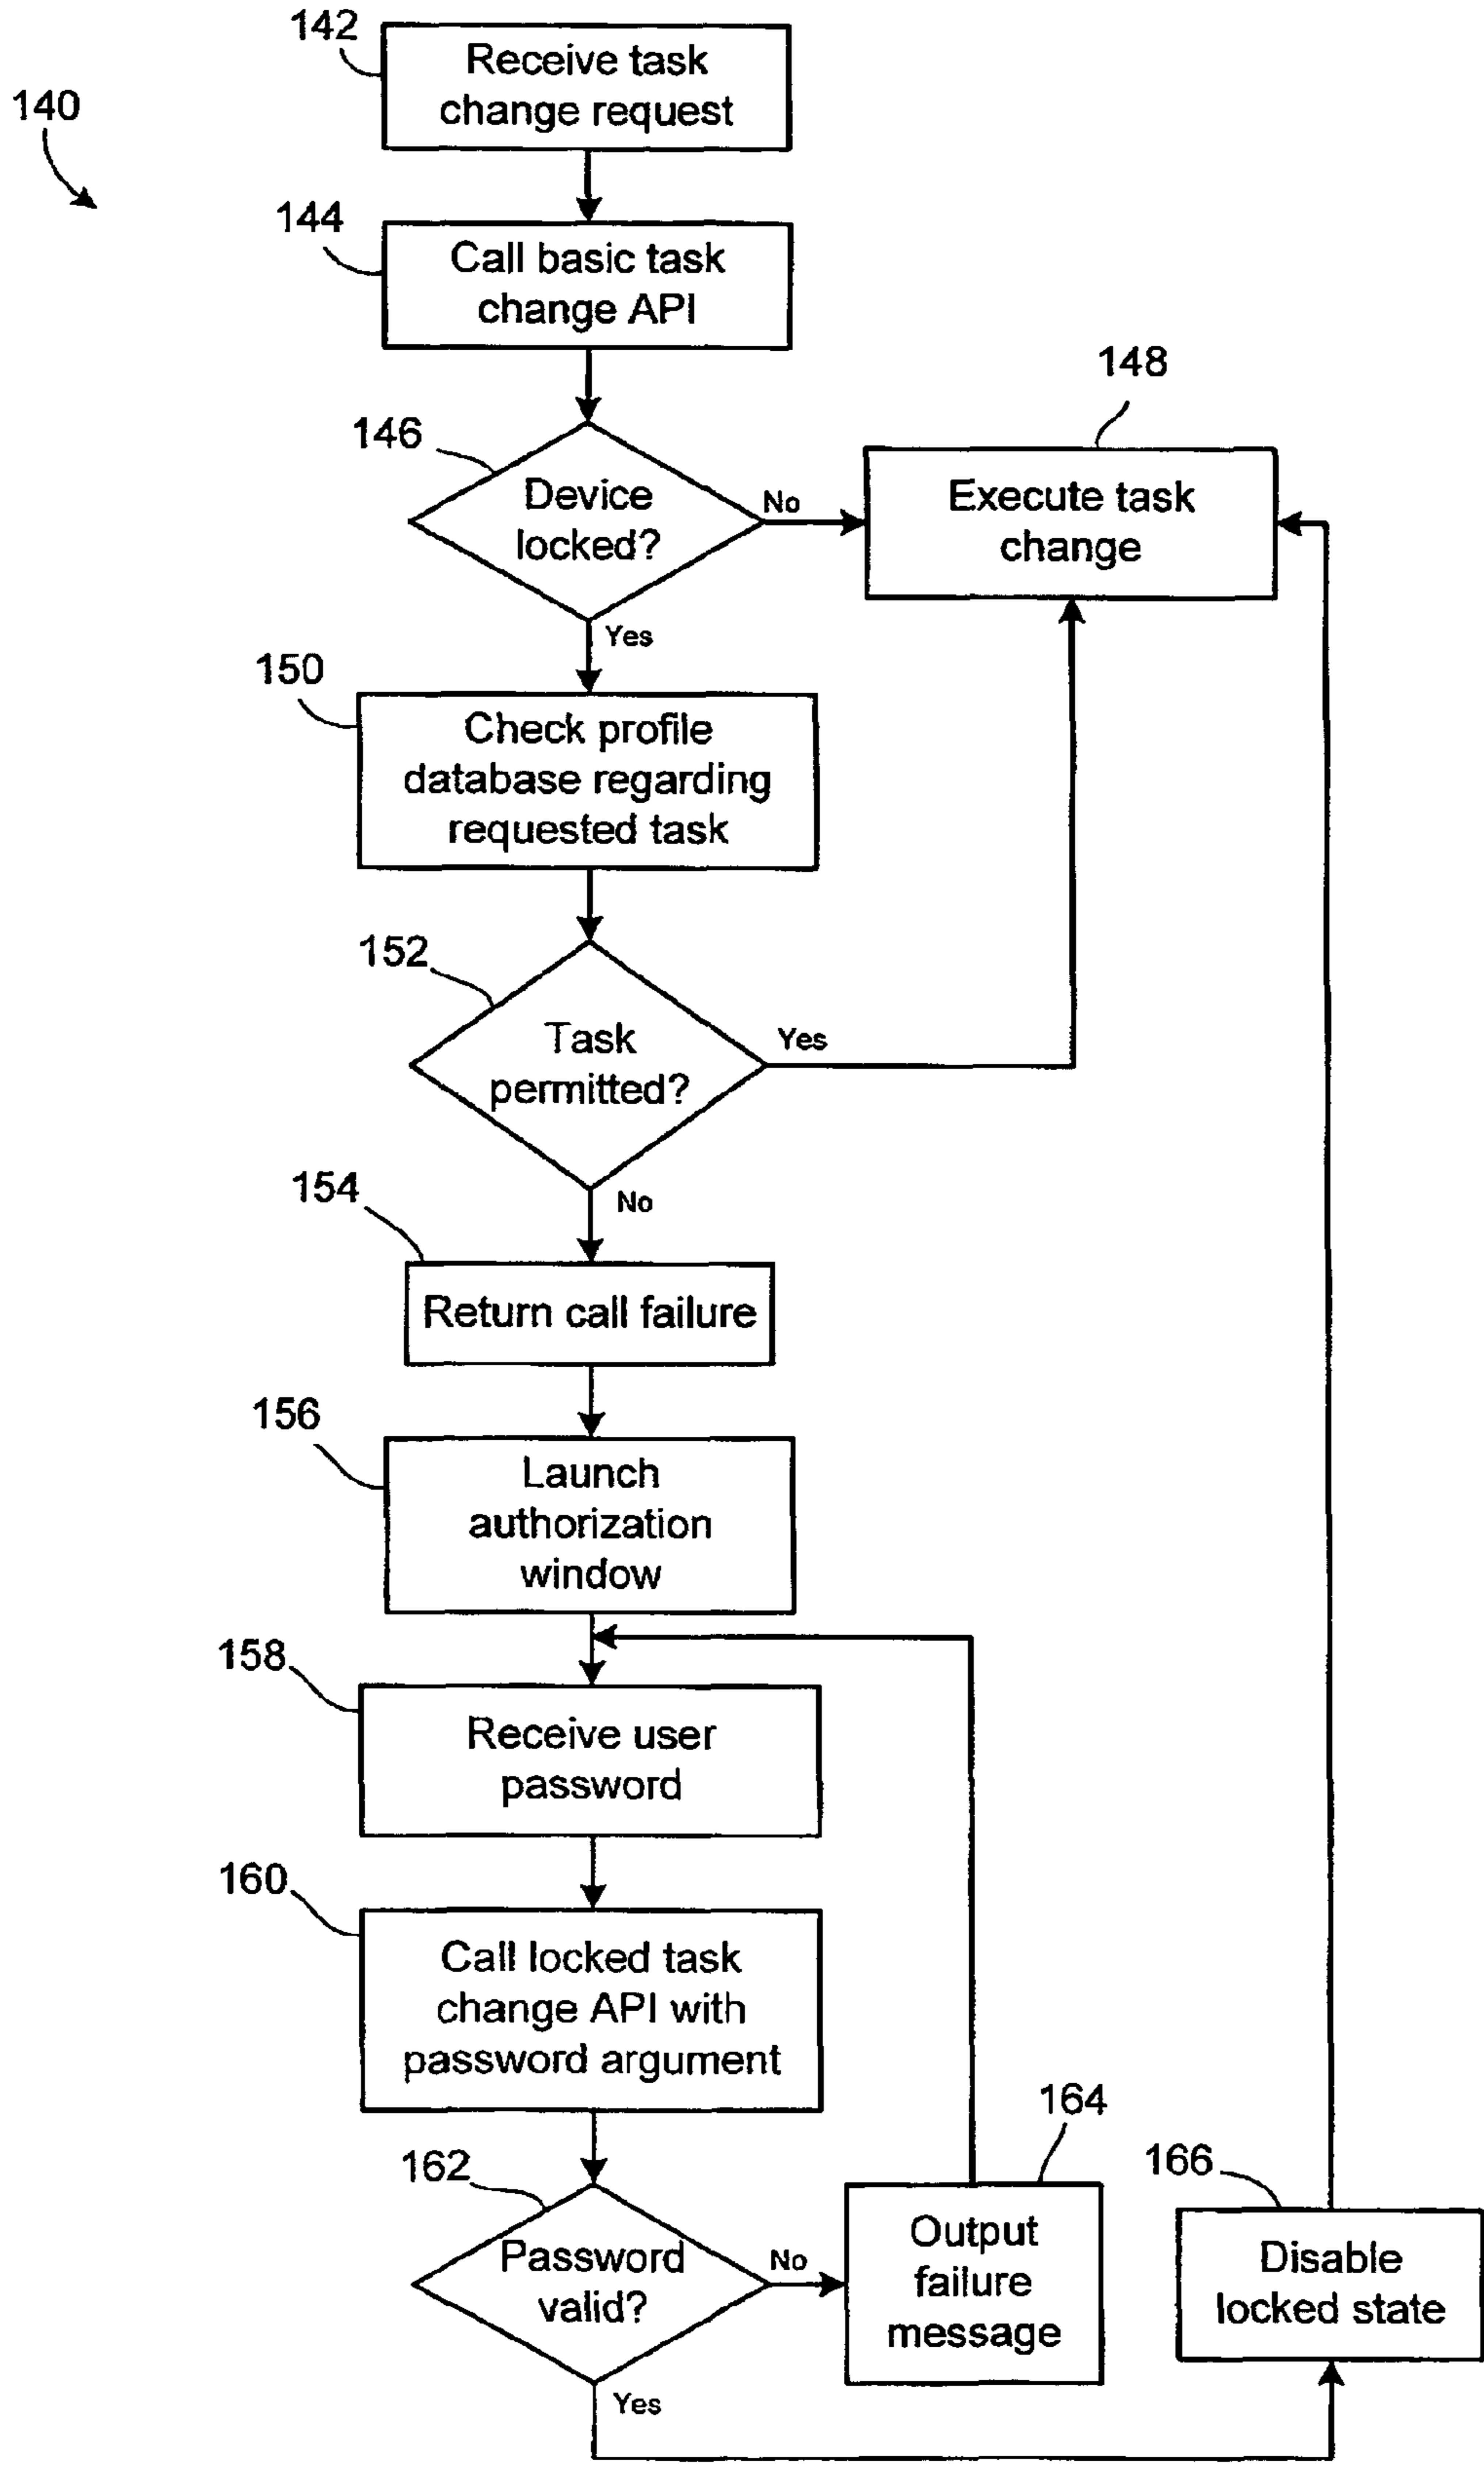 142
Receive task
change request
140
144
Call basic task
change API
148
146
Device
locked?
No
Execute task
change
Yes
150
Check profile
database regarding
requested task
152
Task
permitted?
Yes
154
No
Return call failure
156
Launch
authorization
window
158
Receive user
password
160
Call locked task
change API with
password argument
164
162
166
Password
valid?
No
Output
failure
message
Disable
locked state
Yes